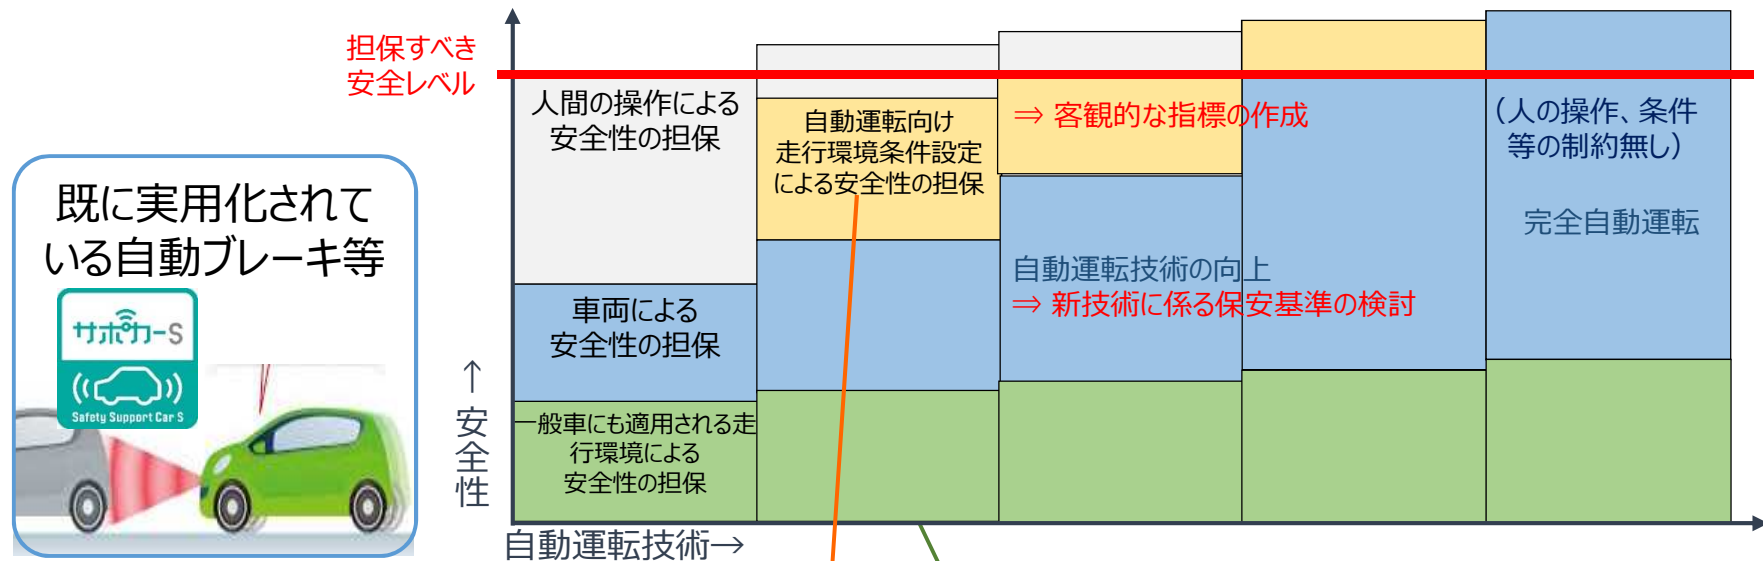 担保すべき
安全レベル
人間の操作による
安全性の担保
自動運転向け
走行環境条件設定
による安全性の担保
⇒ 客観的な指標の作成
（人の操作、条件
等の制約無し）
完全自動運転
既に実用化されて
いる自動ブレーキ等
サポカーS
Safety Support Car S
自動運転技術の向上
⇒ 新技術に係る保安基準の検討
車両による
安全性の担保
一般車にも適用される走
行環境による
安全性の担保
↑安全性
自動運転技術→